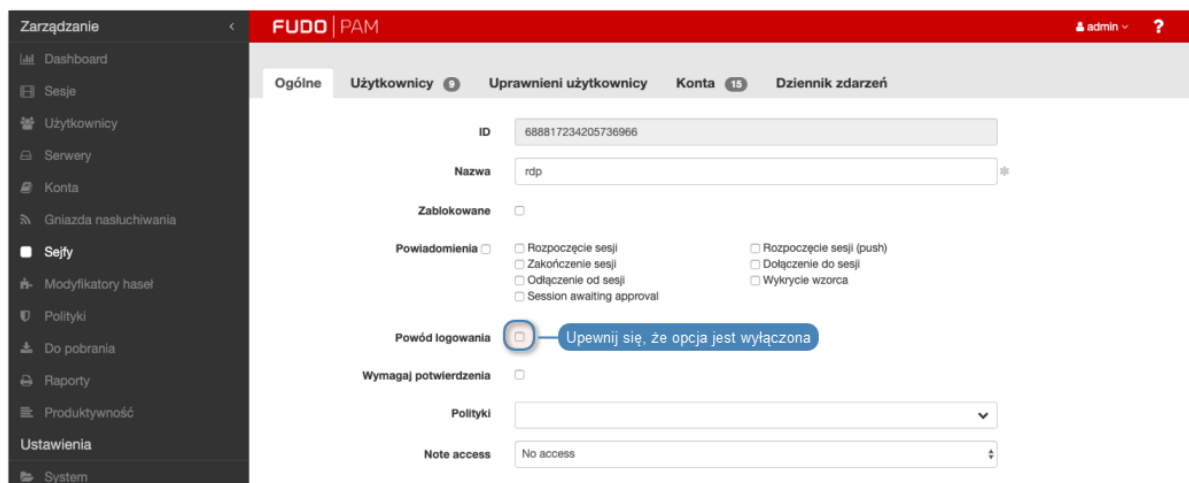 Zarządzanie
FUDO PAM
admin
?
Dashboard
Sesje
Użytkownicy
Serwery
Konta
Gniazda nasłuchiwania
Sejfy
Modyfikatory haseł
Polityki
Do pobrania
Raporty
Produktywność
Ustawienia
System
Ogólne Użytkownicy 9 Uprawnieni użytkownicy Konta 15 Dziennik zdarzeń
ID 688817234205736966
Nazwa rdp
Zablokowane
Powiadomienia Rozpoczęcie sesji Rozpoczęcie sesji (push)
Zakończenie sesji Dołączenie do sesji
Odłączenie od sesji Wykrycie wzorca
Session awaiting approval
Powód logowania Upewnij się, że opcja jest wyłączona
Wymagaj potwierdzenia
Polityki
Note access No access